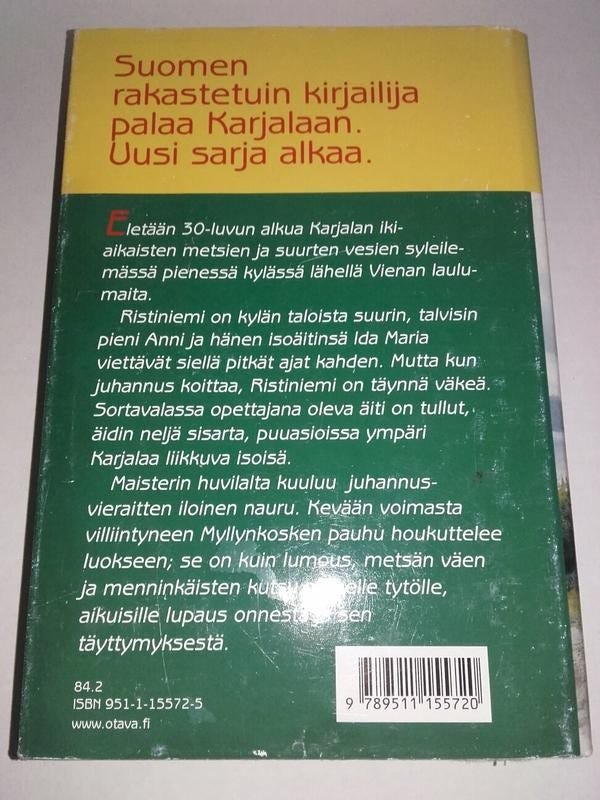 Suomen
rakastetuin kirjailija
palaa Karjalaan.
Uusi sarja alkaa.
Eletään 30-luvun alkua Karjalan iki-
aikaisten metsien ja suurten vesien syleile-
mässä pienessä kylässä lähellä Vienan laulu-
maita.
Ristiniemi on kylän taloista suurin, talvisin
pieni Anni ja hänen isoäitinsä Ida Maria
viettävät siellä pitkät ajat kahden. Mutta kun
juhannus koittaa, Ristiniemi on täynnä väkeä.
Sortavalassa opettajana oleva äiti on tullut,
äidin neljä sisarta, puuasioissa ympäri
Karjalaa liikkuva isoisä.
Maisterin huvilalta kuuluu juhannus-
vieraitten iloinen nauru. Kevään voimasta
villiintyneen Myllynkosken pauhu houkuttelee
luokseen; se on kuin lumous, metsän väen
ja menninkäisten tytölle,
aikuisille lupaus
täyttymyksestä.
84.2
ISBN 951-1-15572-5
www.otava.fi
9 789511 155720